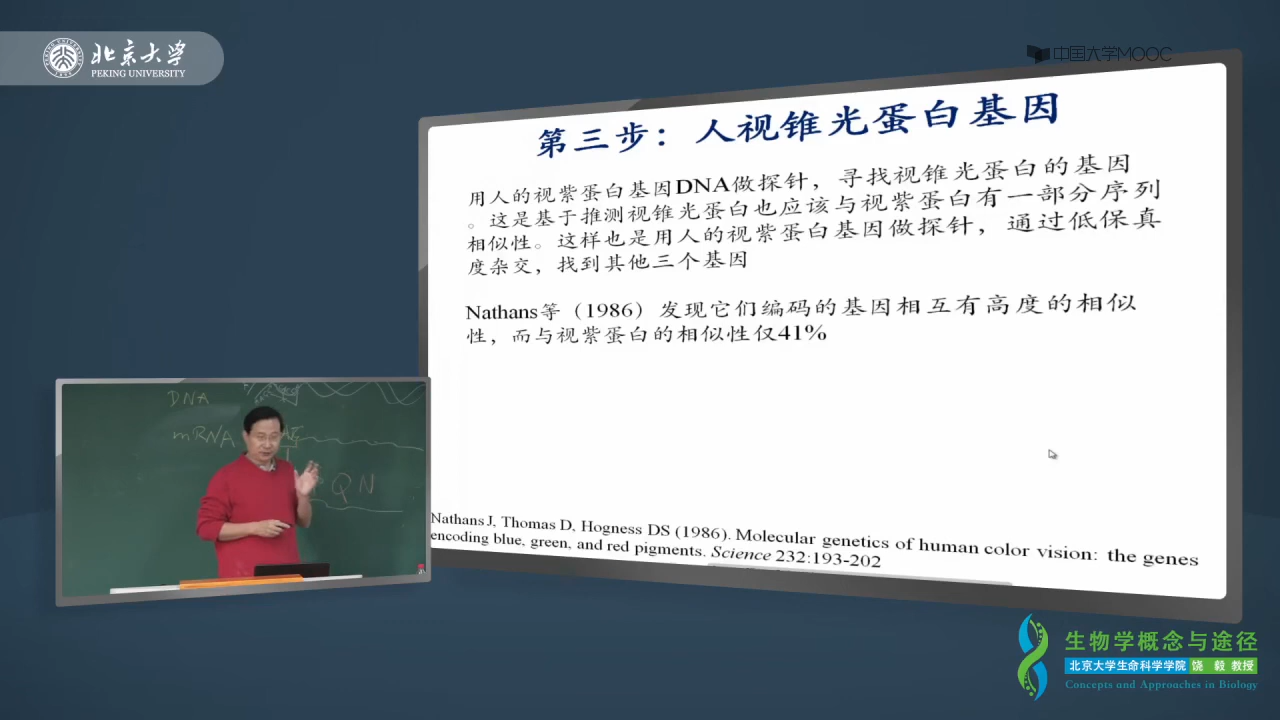 北京大学
PEKING UNIVERSITY
中国大学MOOC
第三步：人视锥光蛋白基因
用人的视紫蛋白基因DNA做探针，寻找视锥光蛋白的基因
。这是基于推测视锥光蛋白也应该与视紫蛋白有一部分序列
相似性。这样也是用人的视紫蛋白基因做探针，通过低保真
度杂交，找到其他三个基因
Nathans等（1986）发现它们编码的基因相互有高度的相似
性，而与视紫蛋白的相似性仅41%
Nathans J, Thomas D, Hogness DS (1986). Molecular genetics of human color vision: the genes
encoding blue, green, and red pigments. Science 232:193-202
DNA
mRNA
QN
生物学概念与途径
北京大学生命科学学院 饶 毅 教授
Concepts and Approaches in Biology